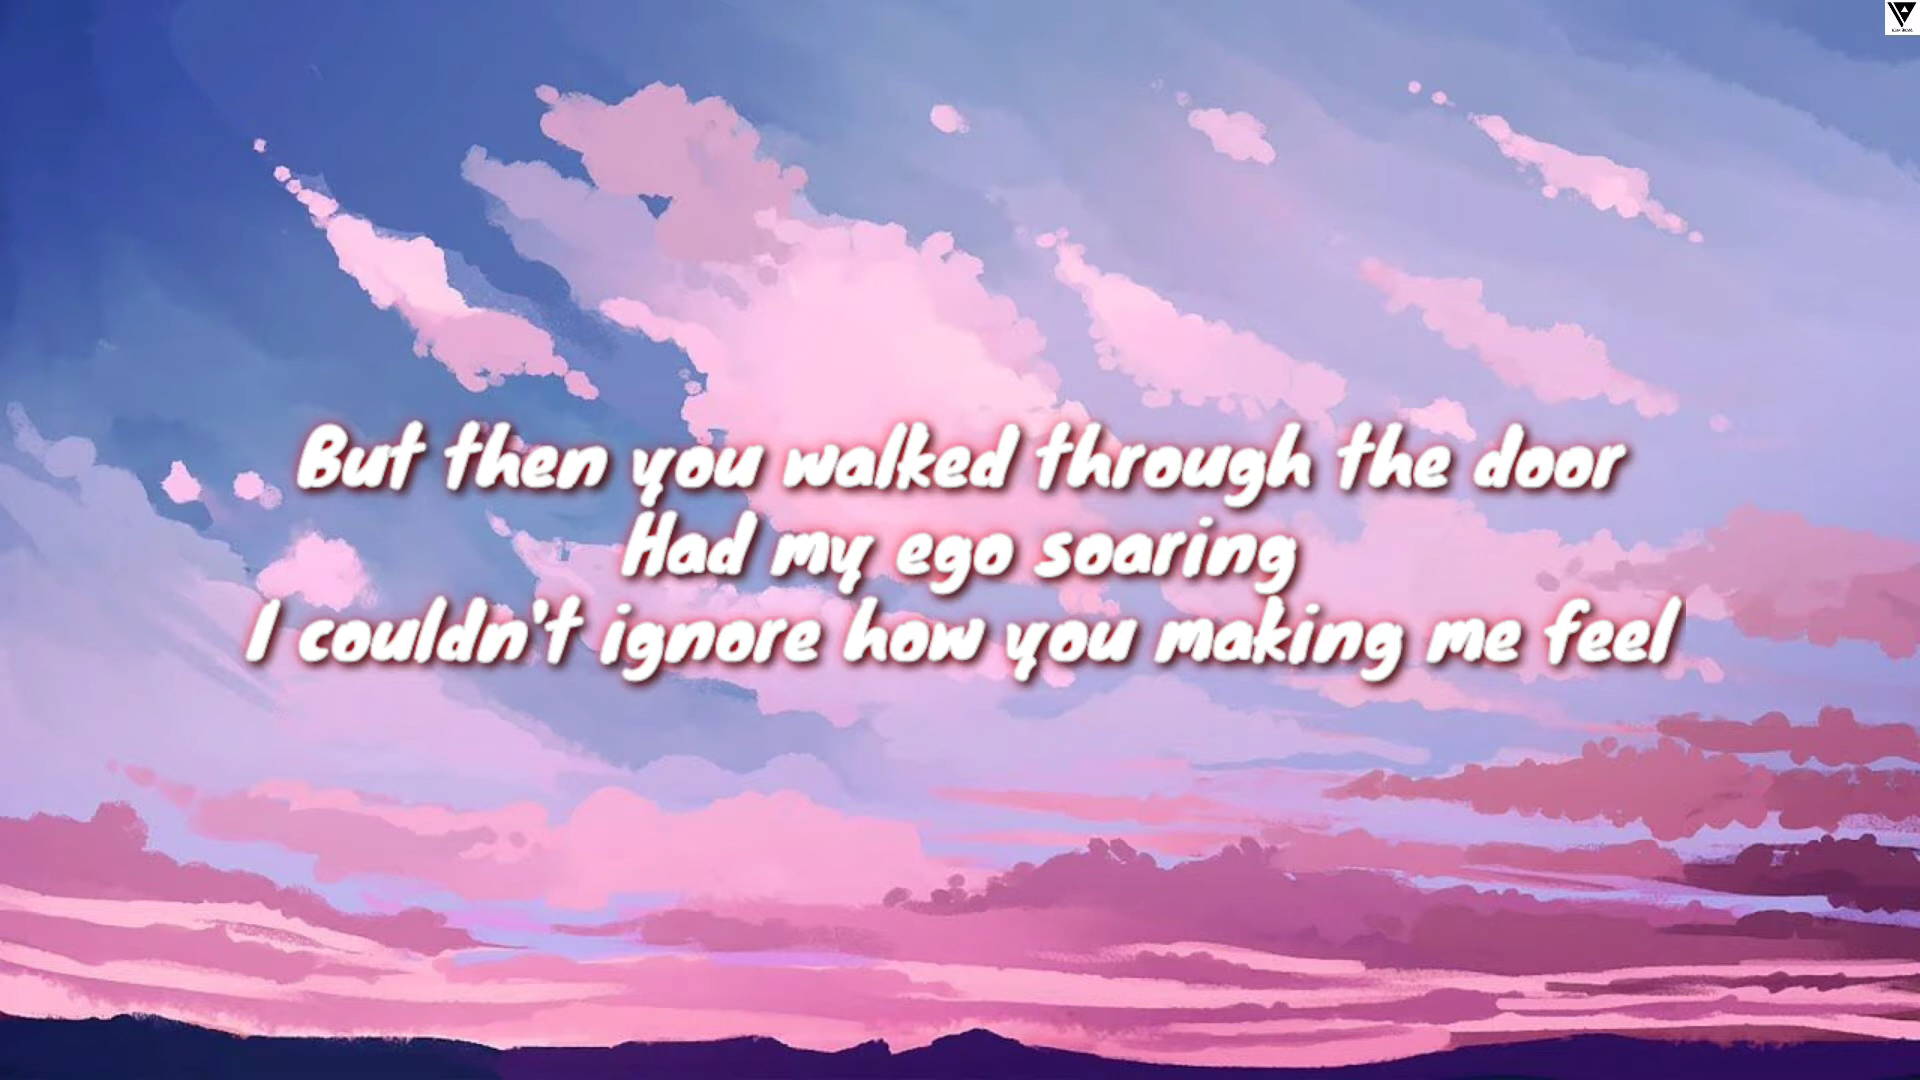 But then you walked through the door
Had my ego soaring
I couldn't ignore how you making me feel